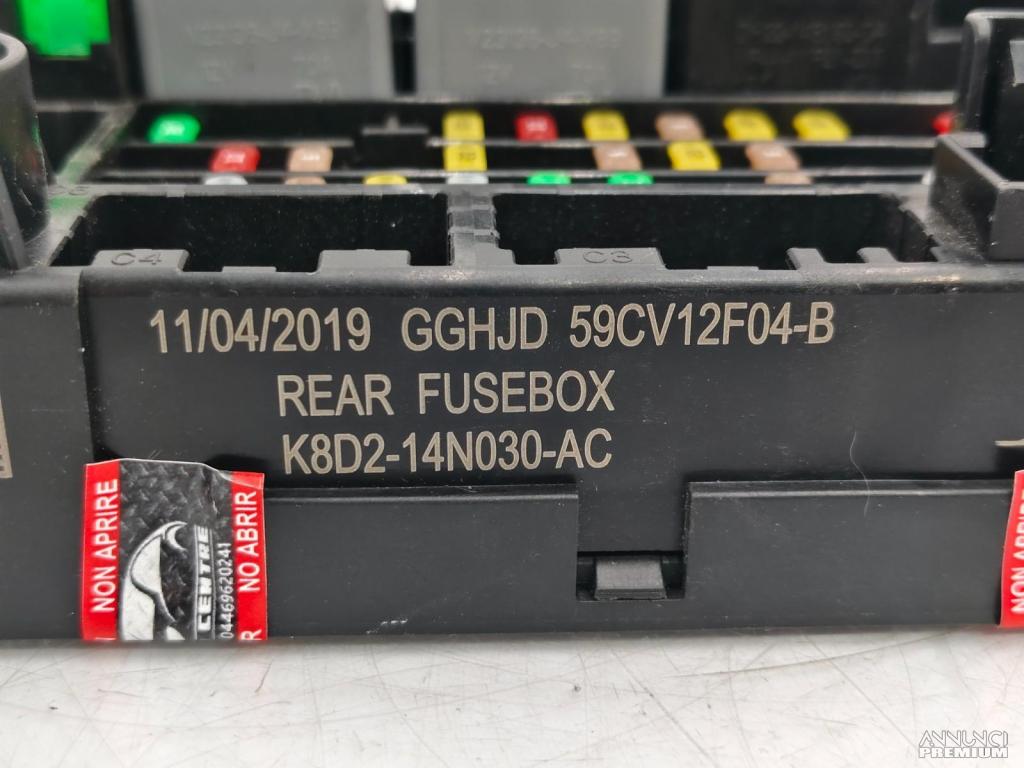 C4
C3
11/04/2019 GGHJD 59CV12F04-B
REAR FUSEBOX
K8D2-14N030-AC
NON APRIRE
CENTRE
04469620241
NO ABRIR
NON APRIRE
ANNUNCI
PREMIUM